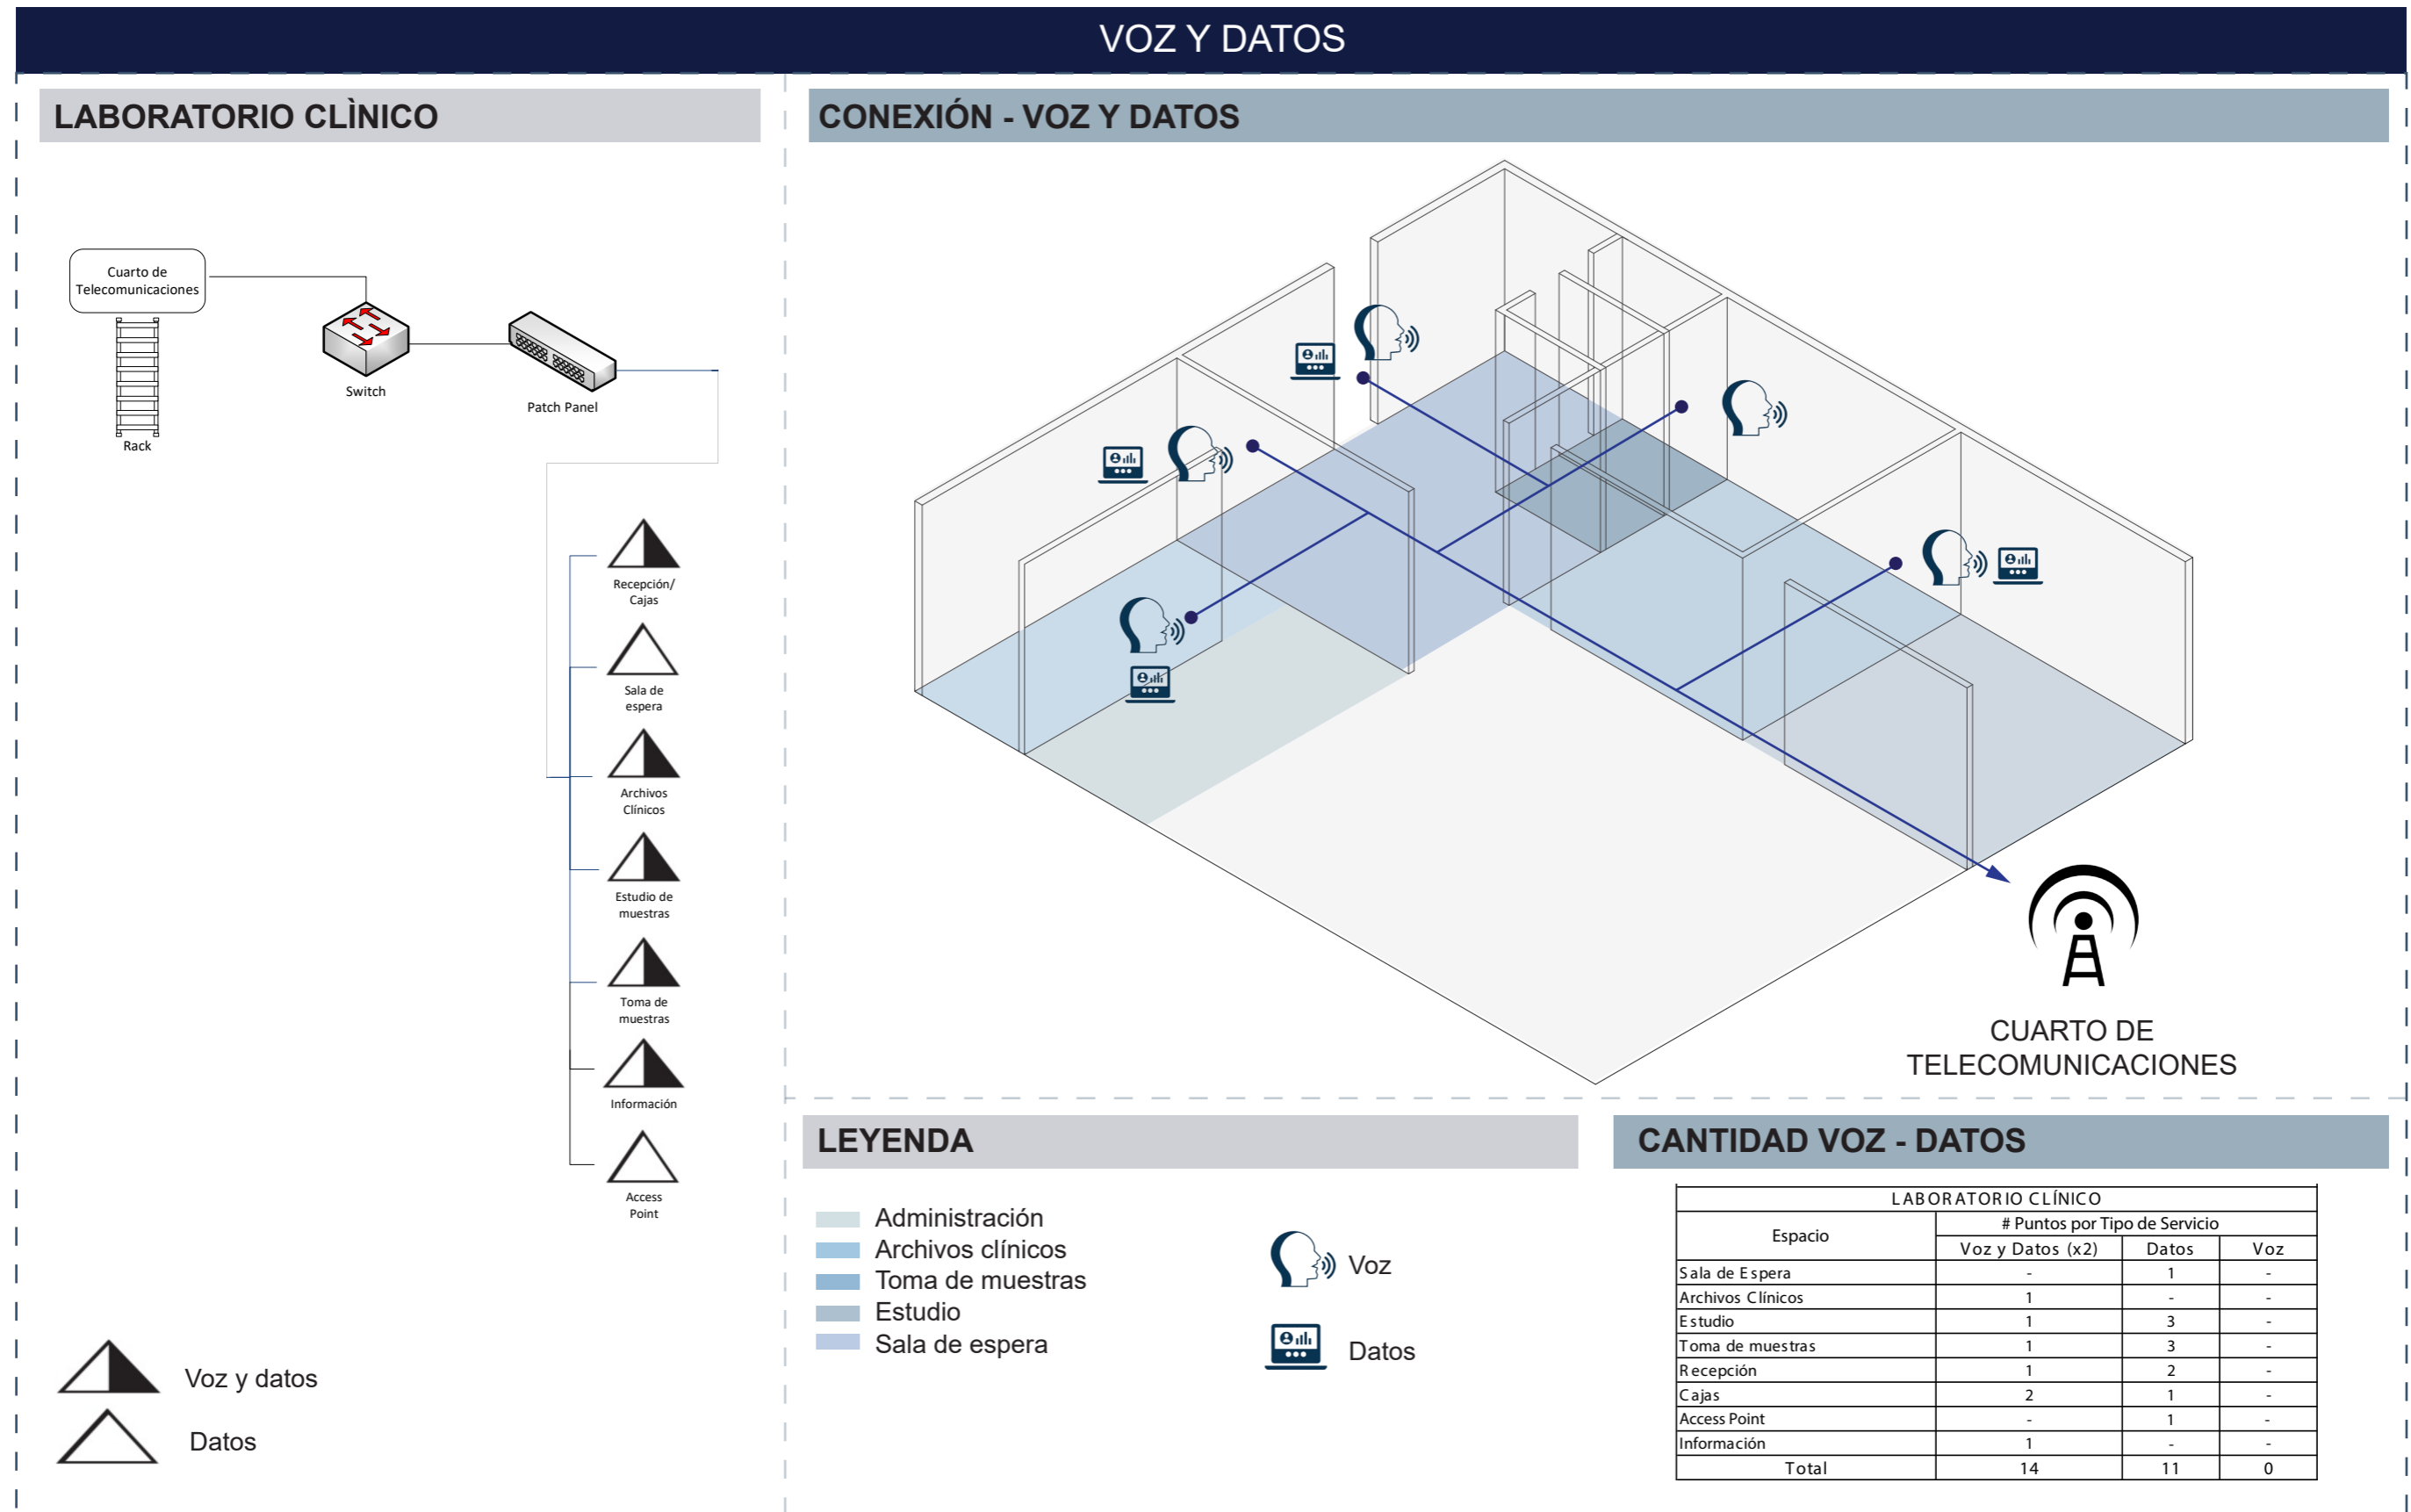 VOZ Y DATOS
LABORATORIO CLÌNICO
Cuarto de
Telecomunicaciones
Rack
Switch
Patch Panel
Recepción/
Cajas
Sala de
espera
Archivos
Clínicos
Estudio de
muestras
Toma de
muestras
Información
Access
Point
Voz y datos
Datos
CONEXIÓN - VOZ Y DATOS
CUARTO DE
TELECOMUNICACIONES
LEYENDA
Administración
Archivos clínicos
Toma de muestras
Estudio
Sala de espera
Voz
Datos
CANTIDAD VOZ - DATOS
LABORATORIO CLÍNICO
Espacio # Puntos por Tipo de Servicio
Voz y Datos (x2) Datos Voz
Sala de Espera - 1 -
Archivos Clínicos 1 - -
Estudio 1 3 -
Toma de muestras 1 3 -
Recepción 1 2 -
Cajas 2 1 -
Access Point - 1 -
Información 1 - -
Total 14 11 0